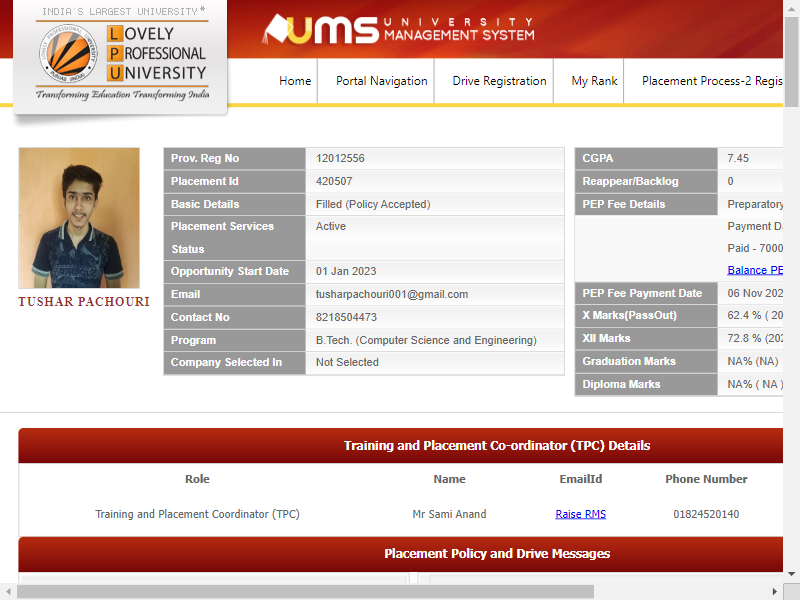 INDIA'S LARGEST UNIVERSITY*
LOVELY
PROFESSIONAL
UNIVERSITY
Transforming Education Transforming India
UMS UNIVERSITY
MANAGEMENT SYSTEM
Home Portal Navigation Drive Registration My Rank Placement Process-2 Regis
Prov. Reg No 12012556
Placement Id 420507
Basic Details Filled (Policy Accepted)
Placement Services Status Active
Opportunity Start Date 01 Jan 2023
Email tusharpachouri001@gmail.com
Contact No 8218504473
Program B.Tech. (Computer Science and Engineering)
Company Selected In Not Selected
TUSHAR PACHOURI
CGPA 7.45
Reappear/Backlog 0
PEP Fee Details Preparatory
Payment D
Paid - 7000
Balance PE
PEP Fee Payment Date 06 Nov 202
X Marks(PassOut) 62.4 % ( 20
XII Marks 72.8 % (202
Graduation Marks NA% (NA)
Diploma Marks NA% ( NA )
Training and Placement Co-ordinator (TPC) Details
Role Name EmailId Phone Number
Training and Placement Coordinator (TPC) Mr Sami Anand Raise RMS 01824520140
Placement Policy and Drive Messages